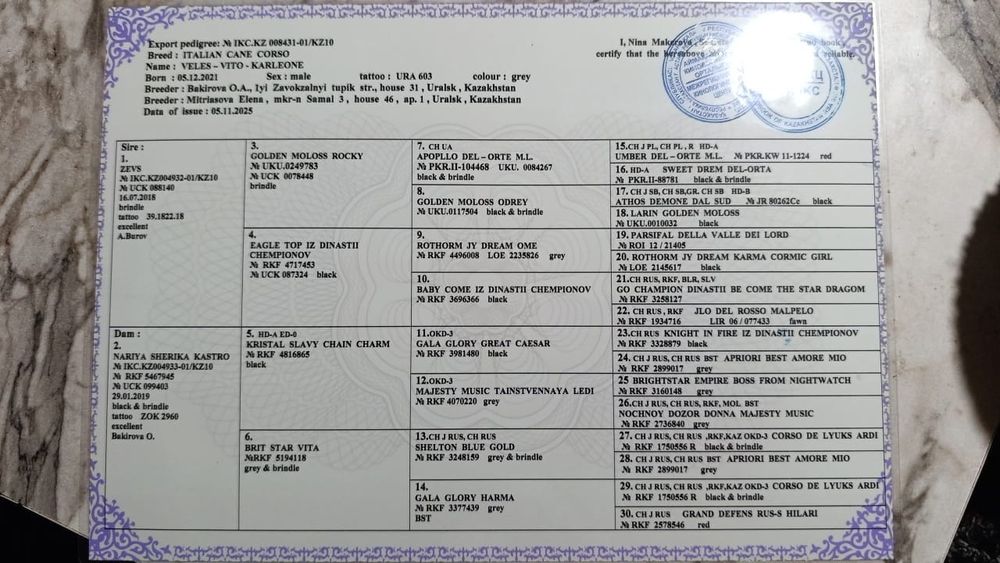 Export pedigree: № IKC.KZ 008431-01/KZ10
Breed : ITALIAN CANE CORSO
Name : VELES – VITO - KARLEONE
Born : 05.12.2021 Sex : male tattoo : URA 603 colour : grey
Breeder : Bakirova O.A., Iyi Zavokzalnyi tupik str., house 31 , Uralsk , Kazakhstan
Breeder : Mitriasova Elena , mkr-n Samal 3 , house 46 , ap. 1 , Uralsk , Kazakhstan
Date of issue : 05.11.2025
I, Nina
certify that the
book,
Sire :
1.
ZEVS
№ IKC.KZ004932-01/KZ10
№ UCK 088140
16.07.2018
brindle
tattoo 39.1822.18
excellent
A.Burov
Dam :
2.
NARIYA SHERIKA KASTRO
№ IKC.KZ004933-01/KZ10
№ RKF 5467945
№ UCK 099403
29.01.2019
black & brindle
tattoo ZOK 2960
excellent
Bakirova O.
3.
GOLDEN MOLOSS ROCKY
№ UKU.0249783
№ UCK 0078448
brindle
4.
EAGLE TOP IZ DINASTII
CHEMPIONOV
№ RKF 4717453
№ UCK 087324 black
5. HD-A ED-0
KRISTAL SLAVY CHAIN CHARM
№ RKF 4816865
black
6.
BRIT STAR VITA
№RKF 5194118
grey & brindle
7. CH UA
APOPLLO DEL – ORTE M.L.
№ PKR.II-104468 UKU. 0084267
black & brindle
8.
GOLDEN MOLOSS ODREY
№ UKU.0117504 black & brindle
9.
ROTHORM JY DREAM OME
№ RKF 4496008 LOE 2235826 grey
10.
BABY COME IZ DINASTII CHEMPIONOV
№ RKF 3696366 black
11.OKD-3
GALA GLORY GREAT CAESAR
№ RKF 3981480 black
12.OKD-3
MAJESTY MUSIC TAINSTVENNAYA LEDI
№ RKF 4070220 grey
13.CH J RUS, CH RUS
SHELTON BLUE GOLD
№ RKF 3248159 grey & brindle
14.
GALA GLORY HARMA
№ RKF 3377439 grey
BST
15.CH J PL, CH PL , R HD-A
UMBER DEL – ORTE M.L. № PKR.KW 11-1224 red
16. HD-A SWEET DREM DEL-ORTA
№ PKR.II-88781 black & brindle
17. CH J SB, CH SB,GR. CH SB HD-B
ATHOS DEMONE DAL SUD № JR 80262Cc black
18. LARIN GOLDEN MOLOSS
№ UKU.0010032 black
19. PARSIFAL DELLA VALLE DEI LORD
№ ROI 12 / 21405
20. ROTHORM JY DREAM KARMA CORMIC GIRL
№ LOE 2145617 black
21.CH RUS, RKF, BLR, SLV
GO CHAMPION DINASTII BE COME THE STAR DRAGOM
№ RKF 3258127
22. CH RUS , RKF JLO DEL ROSSO MALPELO
№ RKF 1934716 LIR 06 / 077433 fawn
23.CH RUS KNIGHT IN FIRE IZ DINASTII CHEMPIONOV
№ RKF 3328879 black
24. CH J RUS, CH RUS BST APRIORI BEST AMORE MIO
№ RKF 2899017 grey
25 BRIGHTSTAR EMPIRE BOSS FROM NIGHTWATCH
№ RKF 3160148 grey
26.CH J RUS, CH RUS, RKF, MOL BST
NOCHNOY DOZOR DONNA MAJESTY MUSIC
№ RKF 2736840 grey
27. CH J RUS, CH RUS ,RKF,KAZ OKD-3 CORSO DE LYUKS ARDI
№ RKF 1750556 R black & brindle
28. CH J RUS, CH RUS BST APRIORI BEST AMORE MIO
№ RKF 2899017 grey
29. CH J RUS, CH RUS ,RKF,KAZ OKD-3 CORSO DE LYUKS ARDI
№ RKF 1750556 R black & brindle
30. CH J RUS GRAND DEFENS RUS-S HILARI
№ RKF 2578546 red